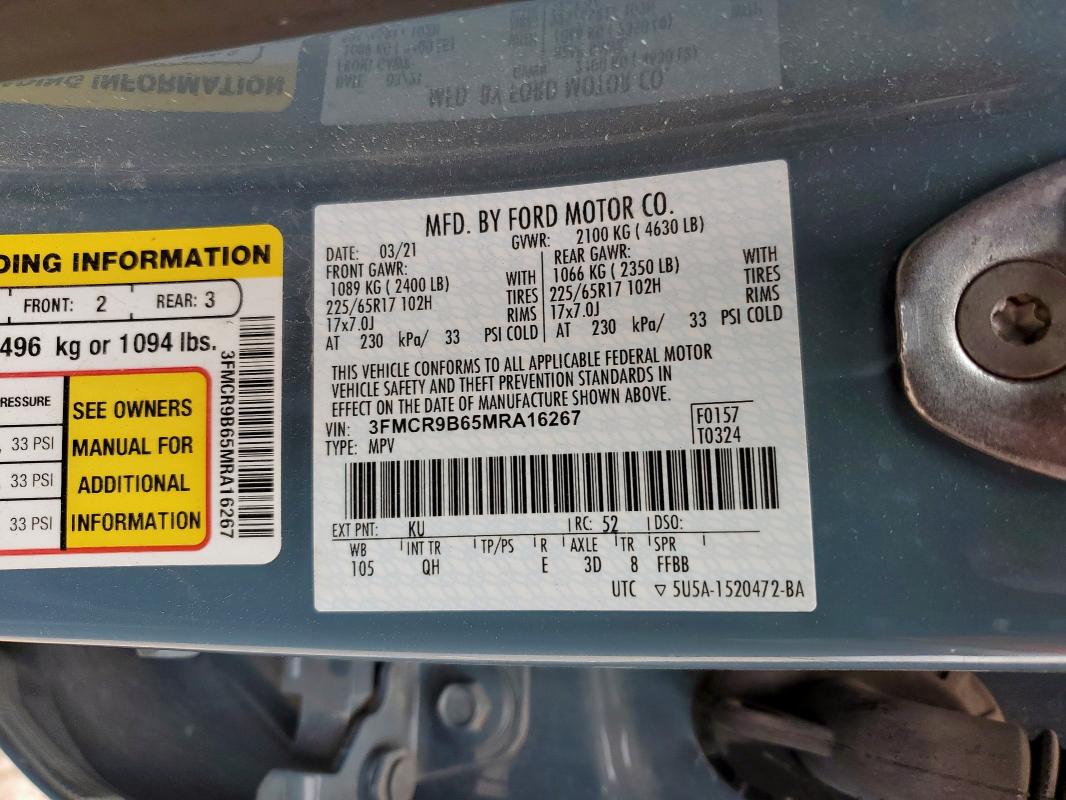 DING INFORMATION
FRONT: 2 REAR: 3
496 kg or 1094 lbs.
RESSURE
33 PSI
33 PSI
33 PSI
SEE OWNERS
MANUAL FOR
ADDITIONAL
INFORMATION
3FMCR9B65MRA16267
MFD. BY FORD MOTOR CO.
DATE: 03/21 GVWR: 2100 KG ( 4630 LB)
FRONT GAWR: REAR GAWR:
1089 KG ( 2400 LB) WITH 1066 KG ( 2350 LB) WITH
225/65R17 102H TIRES 225/65R17 102H TIRES
17x7.0J RIMS 17x7.0J RIMS
AT 230 kPa/ 33 PSI COLD AT 230 kPa/ 33 PSI COLD
THIS VEHICLE CONFORMS TO ALL APPLICABLE FEDERAL MOTOR
VEHICLE SAFETY AND THEFT PREVENTION STANDARDS IN
EFFECT ON THE DATE OF MANUFACTURE SHOWN ABOVE.
VIN: 3FMCR9B65MRA16267 F0157
TYPE: MPV T0324
EXT PNT: KU RC: 52 DSO:
WB INT TR TP/PS R AXLE TR SPR
105 QH E 3D 8 FFBB
UTC ▽ 5U5A-1520472-BA